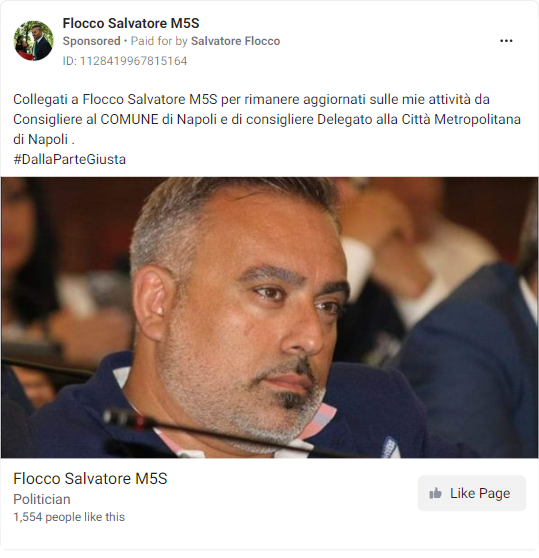 Flocco Salvatore M5S
Sponsored • Paid for by Salvatore Flocco
ID: 1128419967815164
Collegati a Flocco Salvatore M5S per rimanere aggiornati sulle mie attività da
Consigliere al COMUNE di Napoli e di consigliere Delegato alla Città Metropolitana
di Napoli .
#DallaParteGiusta
Flocco Salvatore M5S
Politician
1,554 people like this
Like Page